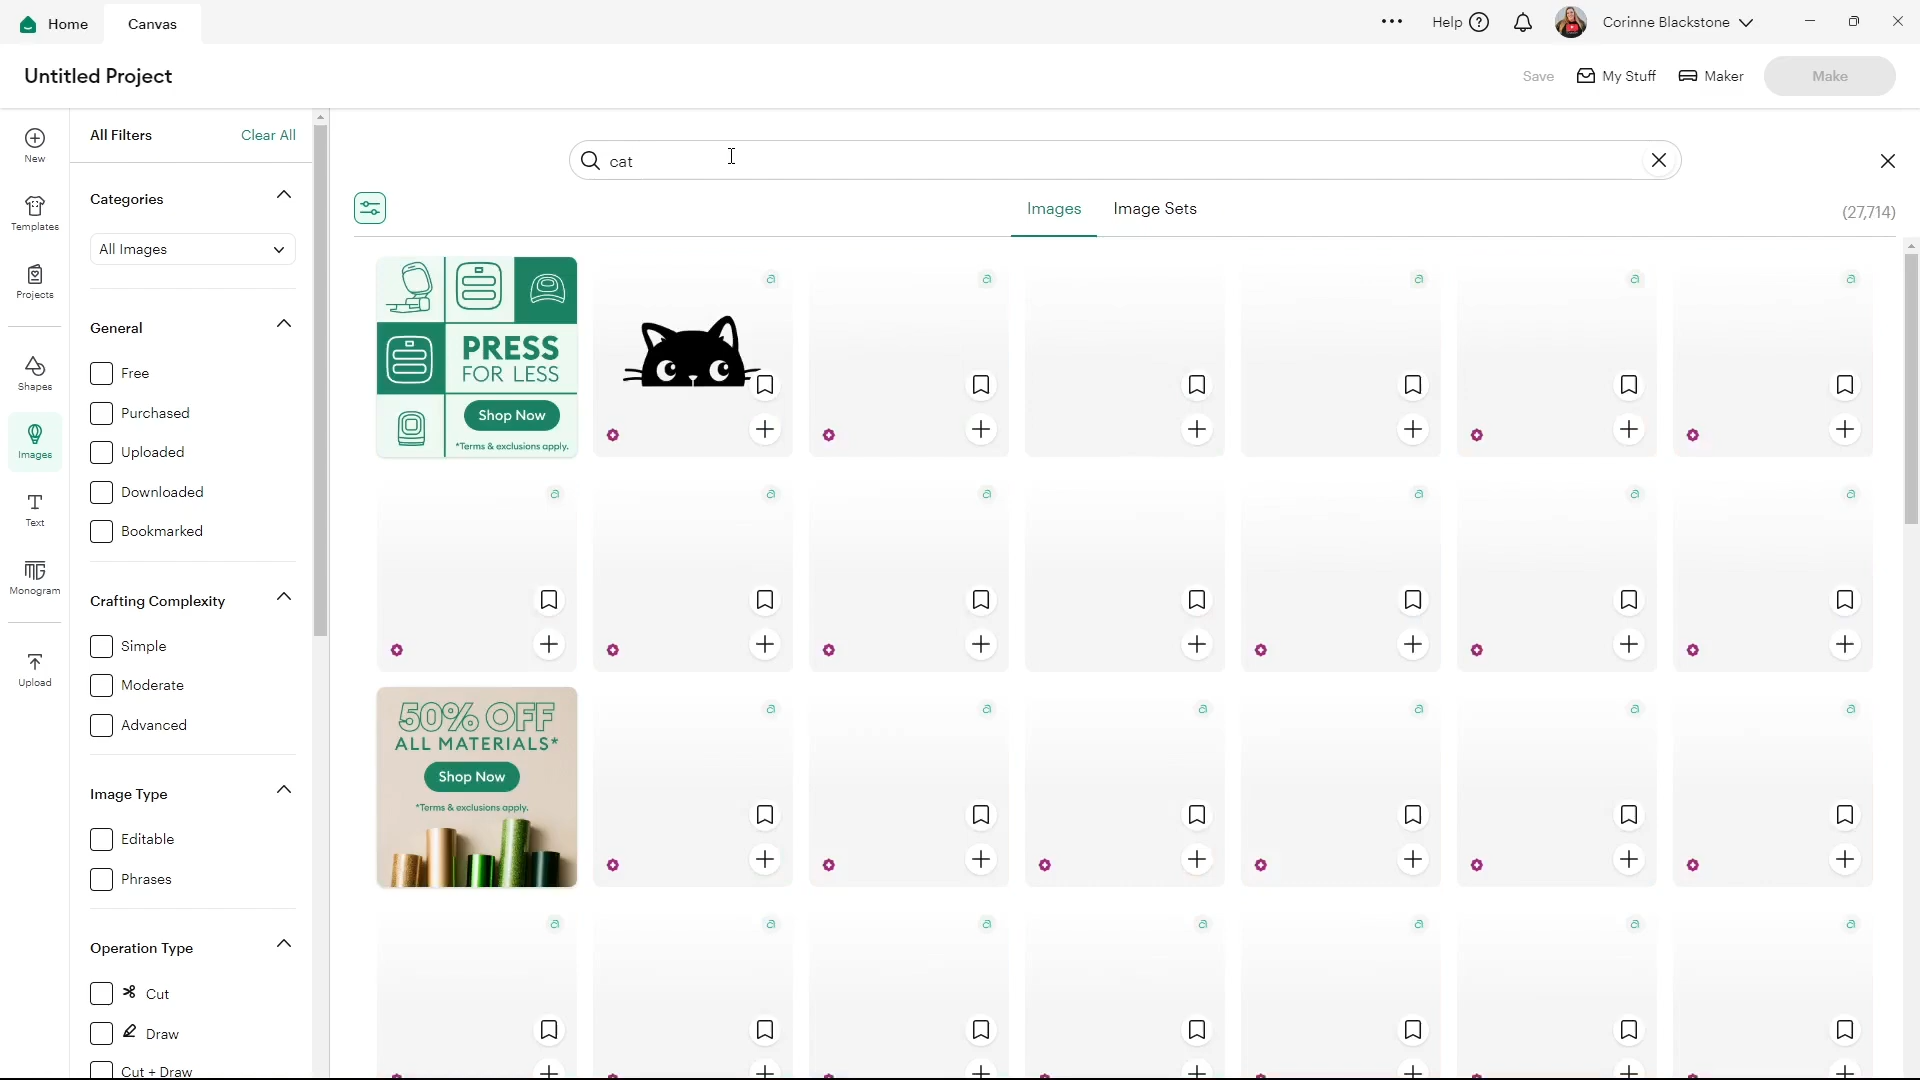 Home
Canvas
Help
Corinne Blackstone
Untitled Project
Save
My Stuff
Maker
Make
New
Templates
Projects
Shapes
Images
Text
Monogram
Upload
All Filters
Clear All
Categories
All Images
General
Free
Purchased
Uploaded
Downloaded
Bookmarked
Crafting Complexity
Simple
Moderate
Advanced
Image Type
Editable
Phrases
Operation Type
Cut
Draw
Cut + Draw
cat
Images
Image Sets
(27,714)
PRESS
FOR LESS
Shop Now
*Terms & exclusions apply.
50% OFF
ALL MATERIALS*
Shop Now
*Terms & exclusions apply.